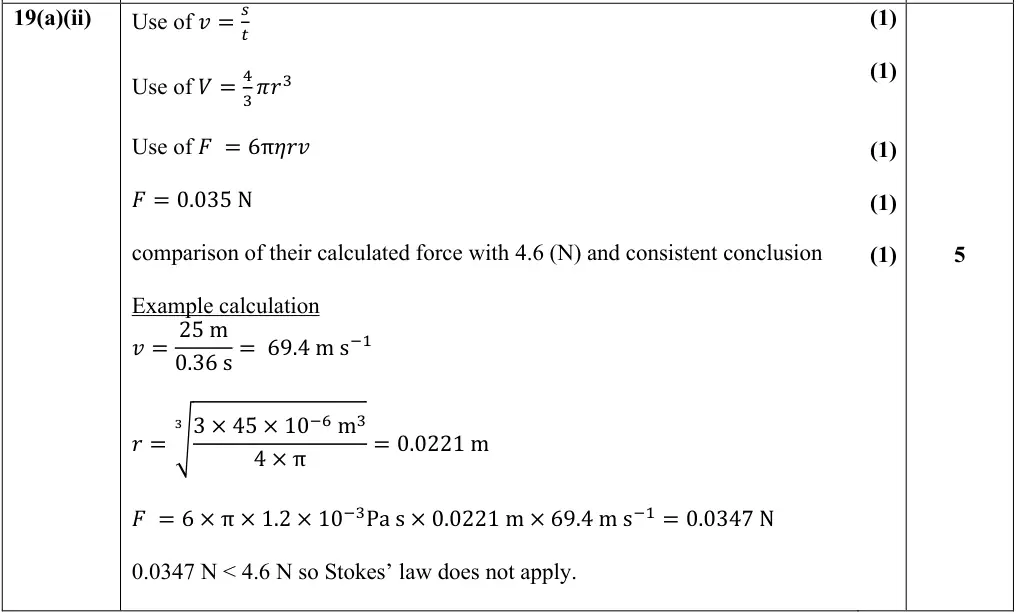 19(a)(ii) Use of 𝑣 = 𝑠/𝑡 (1)
Use of 𝑉 = 4/3 𝜋𝑟³ (1)
Use of 𝐹 = 6π𝜂𝑟𝑣 (1)
𝐹 = 0.035 N (1)
comparison of their calculated force with 4.6 (N) and consistent conclusion (1) 5
Example calculation
𝑣 = 25 m / 0.36 s = 69.4 m s⁻¹
𝑟 = ∛(3 × 45 × 10⁻⁶ m³ / 4 × π) = 0.0221 m
𝐹 = 6 × π × 1.2 × 10⁻³Pa s × 0.0221 m × 69.4 m s⁻¹ = 0.0347 N
0.0347 N < 4.6 N so Stokes’ law does not apply.